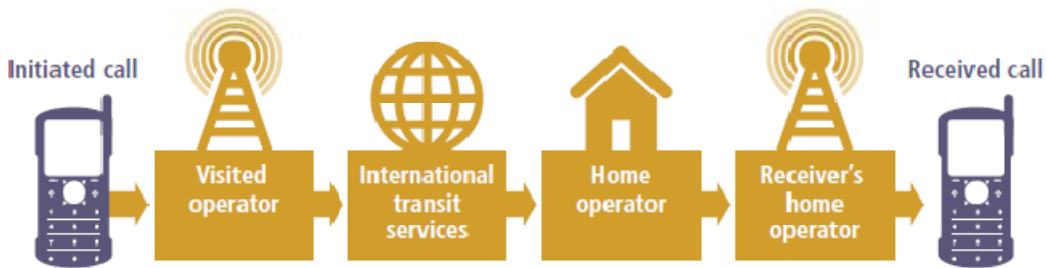 Initiated call
Received call
Visited
operator
International
transit
services
Home
operator
Receiver's
home
operator